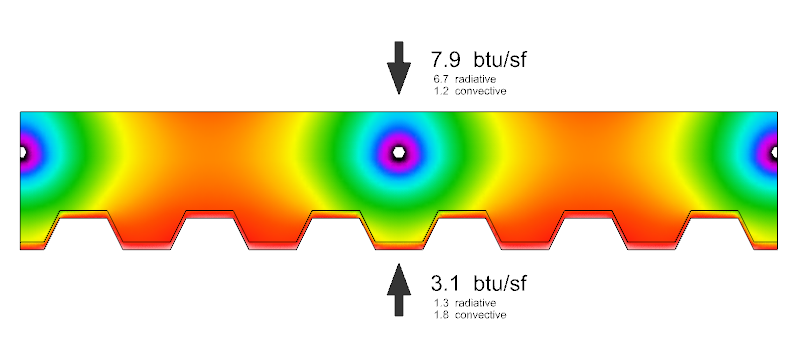 7.9 btu/sf
6.7 radiative
1.2 convective
3.1 btu/sf
1.3 radiative
1.8 convective